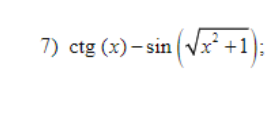 7) ctg (x) – sin (√(x² + 1));